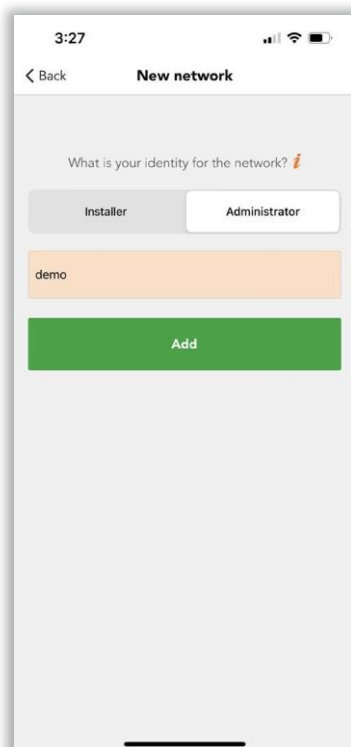 3:27
Back New network
What is your identity for the network? i
Installer Administrator
demo
Add